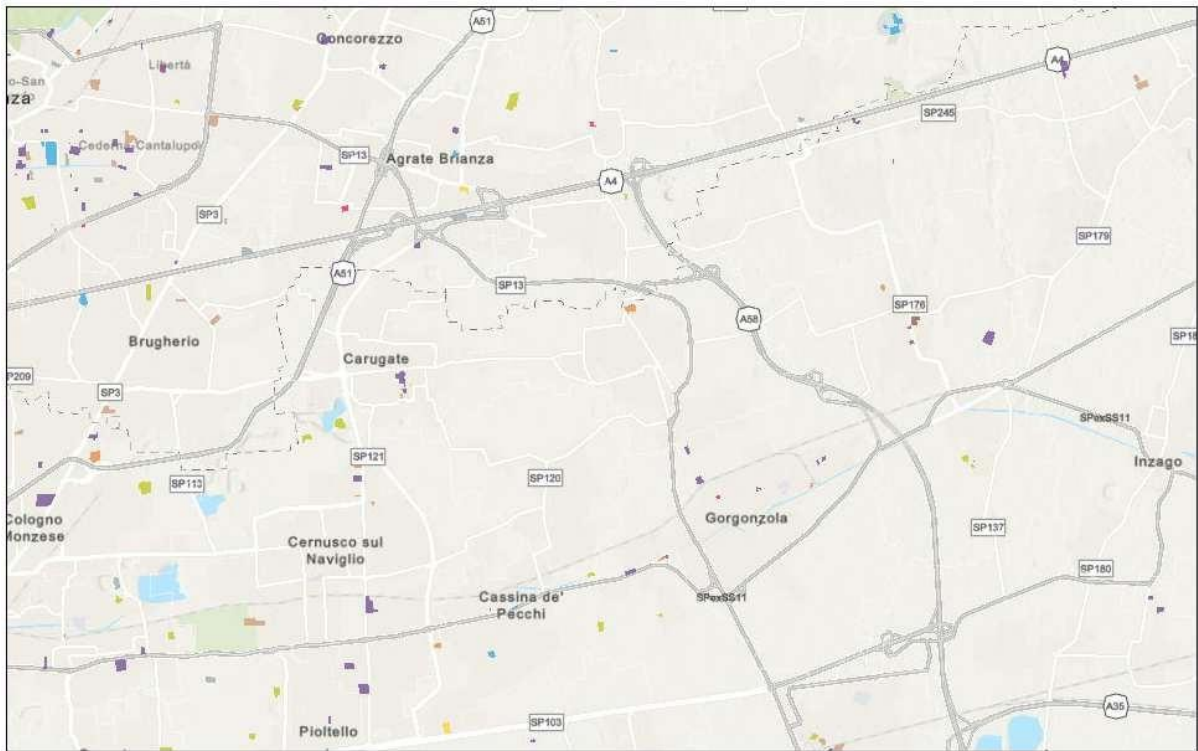 A51
Concorezzo
Libertà
o-San
nza
A4
SP245
Cederna-Cantalupo
SP13
Agrate Brianza
A4
SP3
SP179
A51
SP13
SP176
A58
Brugherio
Carugate
SP209
SP3
SPexSS11
SP121
Inzago
SP120
SP113
Cologno
Monzese
Gorgonzola
SP137
Cernusco sul
Naviglio
SP180
Cassina de'
Pecchi
SPexSS11
A35
SP103
Pioltello